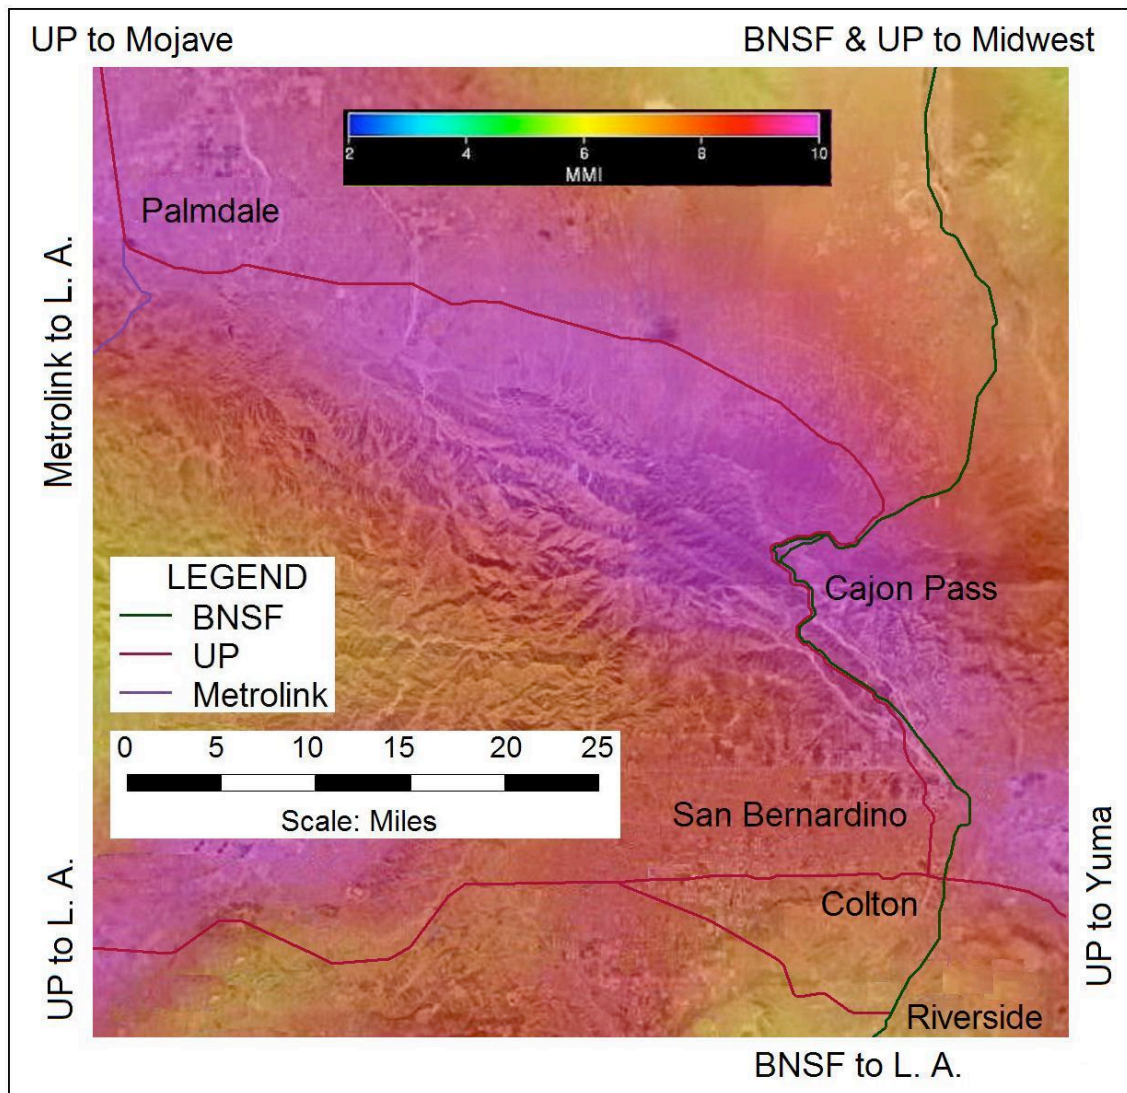 UP to Mojave
BNSF & UP to Midwest
2 4 6 8 10
MMI
Palmdale
Metrolink to L. A.
Cajon Pass
LEGEND
BNSF
UP
Metrolink
0 5 10 15 20 25
Scale: Miles
San Bernardino
Colton
UP to L. A.
UP to Yuma
Riverside
BNSF to L. A.